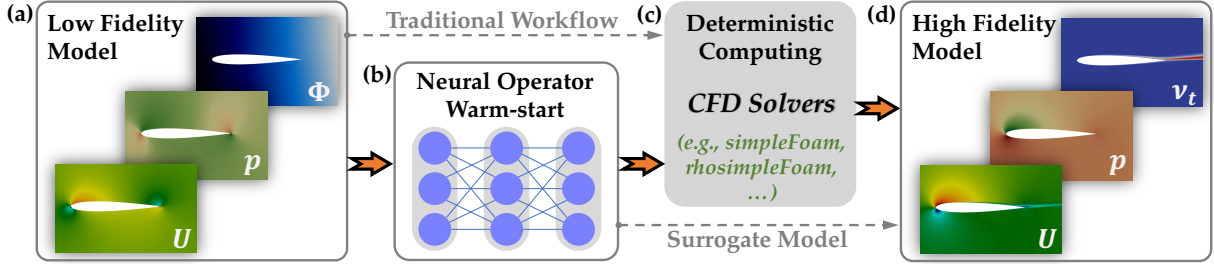 (a)
Low Fidelity
Model
Φ
p
U
Traditional Workflow
(b)
Neural Operator
Warm-start
(c)
Deterministic
Computing
CFD Solvers
(e.g., simpleFoam,
rhosimpleFoam,
...)
Surrogate Model
(d)
High Fidelity
Model
ν_t
p
U